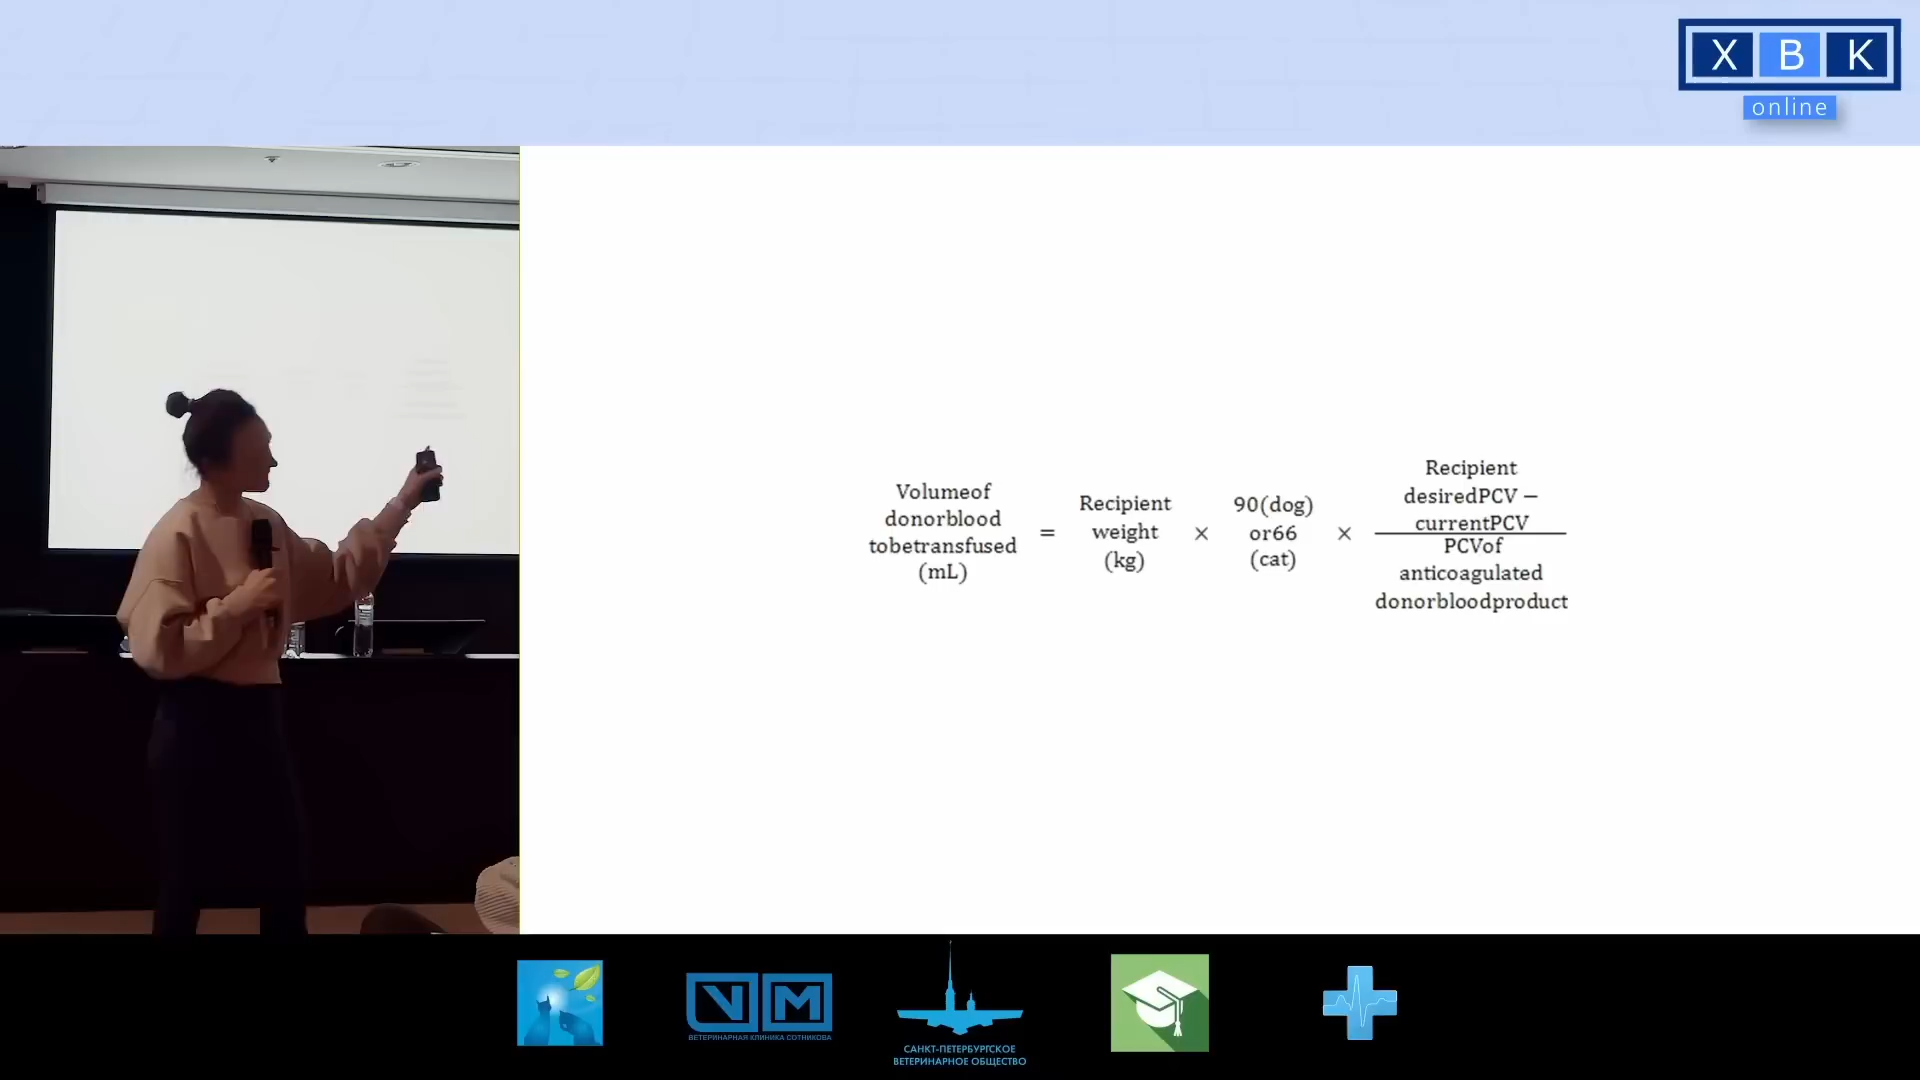 X B K
online
Volumeof
donorblood
tobetransfused
(mL)
=
Recipient
weight
(kg)
×
90(dog)
or66
(cat)
×
Recipient
desiredPCV −
currentPCV
PCVof
anticoagulated
donorbloodproduct
VM
ВЕТЕРИНАРНАЯ КЛИНИКА СОТНИКОВА
САНКТ-ПЕТЕРБУРГСКОЕ
ВЕТЕРИНАРНОЕ ОБЩЕСТВО